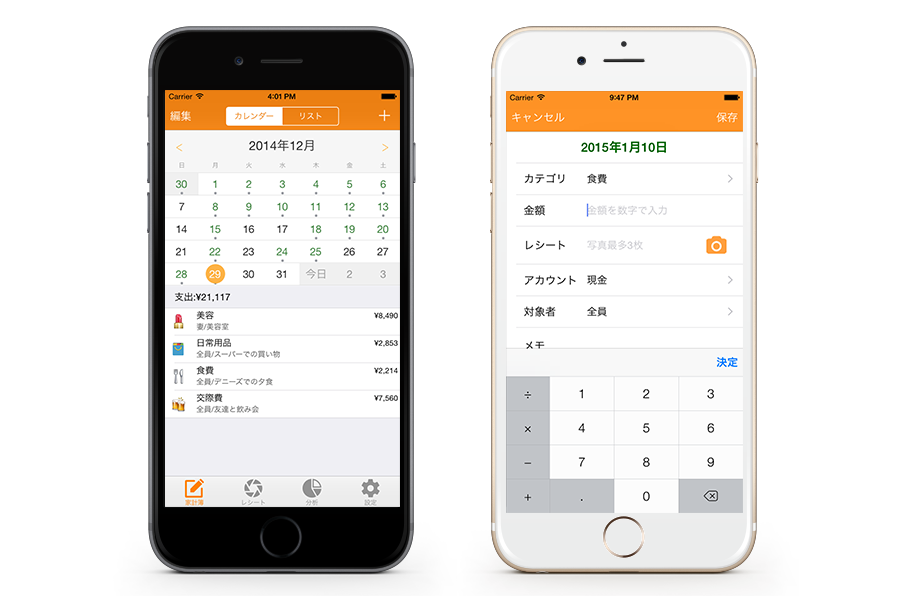 Carrier 4:01 PM
編集 カレンダー リスト +
< 2014年12月 >
日 月 火 水 木 金 土
30 1 2 3 4 5 6
7 8 9 10 11 12 13
14 15 16 17 18 19 20
21 22 23 24 25 26 27
28 29 30 31 今日 2 3
支出:¥21,117
美容 ¥8,490
妻/美容室
日常用品 ¥2,853
全員/スーパーでの買い物
食費 ¥2,214
全員/デニーズでの夕食
交際費 ¥7,560
全員/友達と飲み会
家計簿 レシート 分析 設定
Carrier 9:47 PM
キャンセル 保存
2015年1月10日
カテゴリ 食費 >
金額 金額を数字で入力
レシート 写真最多3枚
アカウント 現金 >
対象者 全員 >
メモ
決定
÷ 1 2 3
× 4 5 6
− 7 8 9
+ . 0